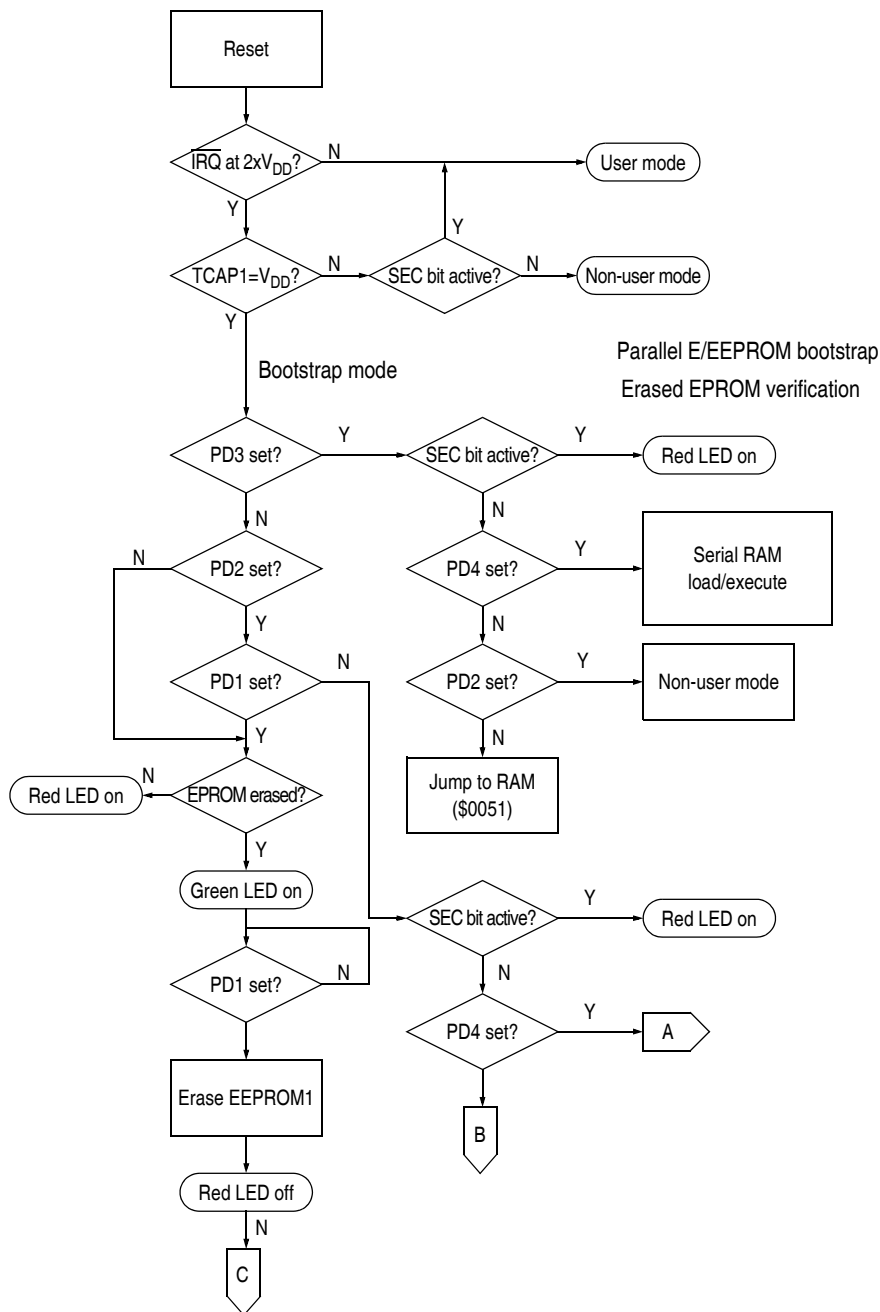 Reset
IRQ at 2xVDD?
N
User mode
Y
Y
TCAP1=VDD?
N
SEC bit active?
N
Non-user mode
Y
Bootstrap mode
Parallel E/EEPROM bootstrap
Erased EPROM verification
PD3 set?
Y
SEC bit active?
Y
Red LED on
N
N
N
PD2 set?
PD4 set?
Y
Serial RAM
load/execute
Y
N
PD1 set?
N
PD2 set?
Y
Non-user mode
Y
N
Red LED on
N
EPROM erased?
Jump to RAM
($0051)
Y
Green LED on
SEC bit active?
Y
Red LED on
PD1 set?
N
N
PD4 set?
Y
A
Erase EEPROM1
B
Red LED off
N
C